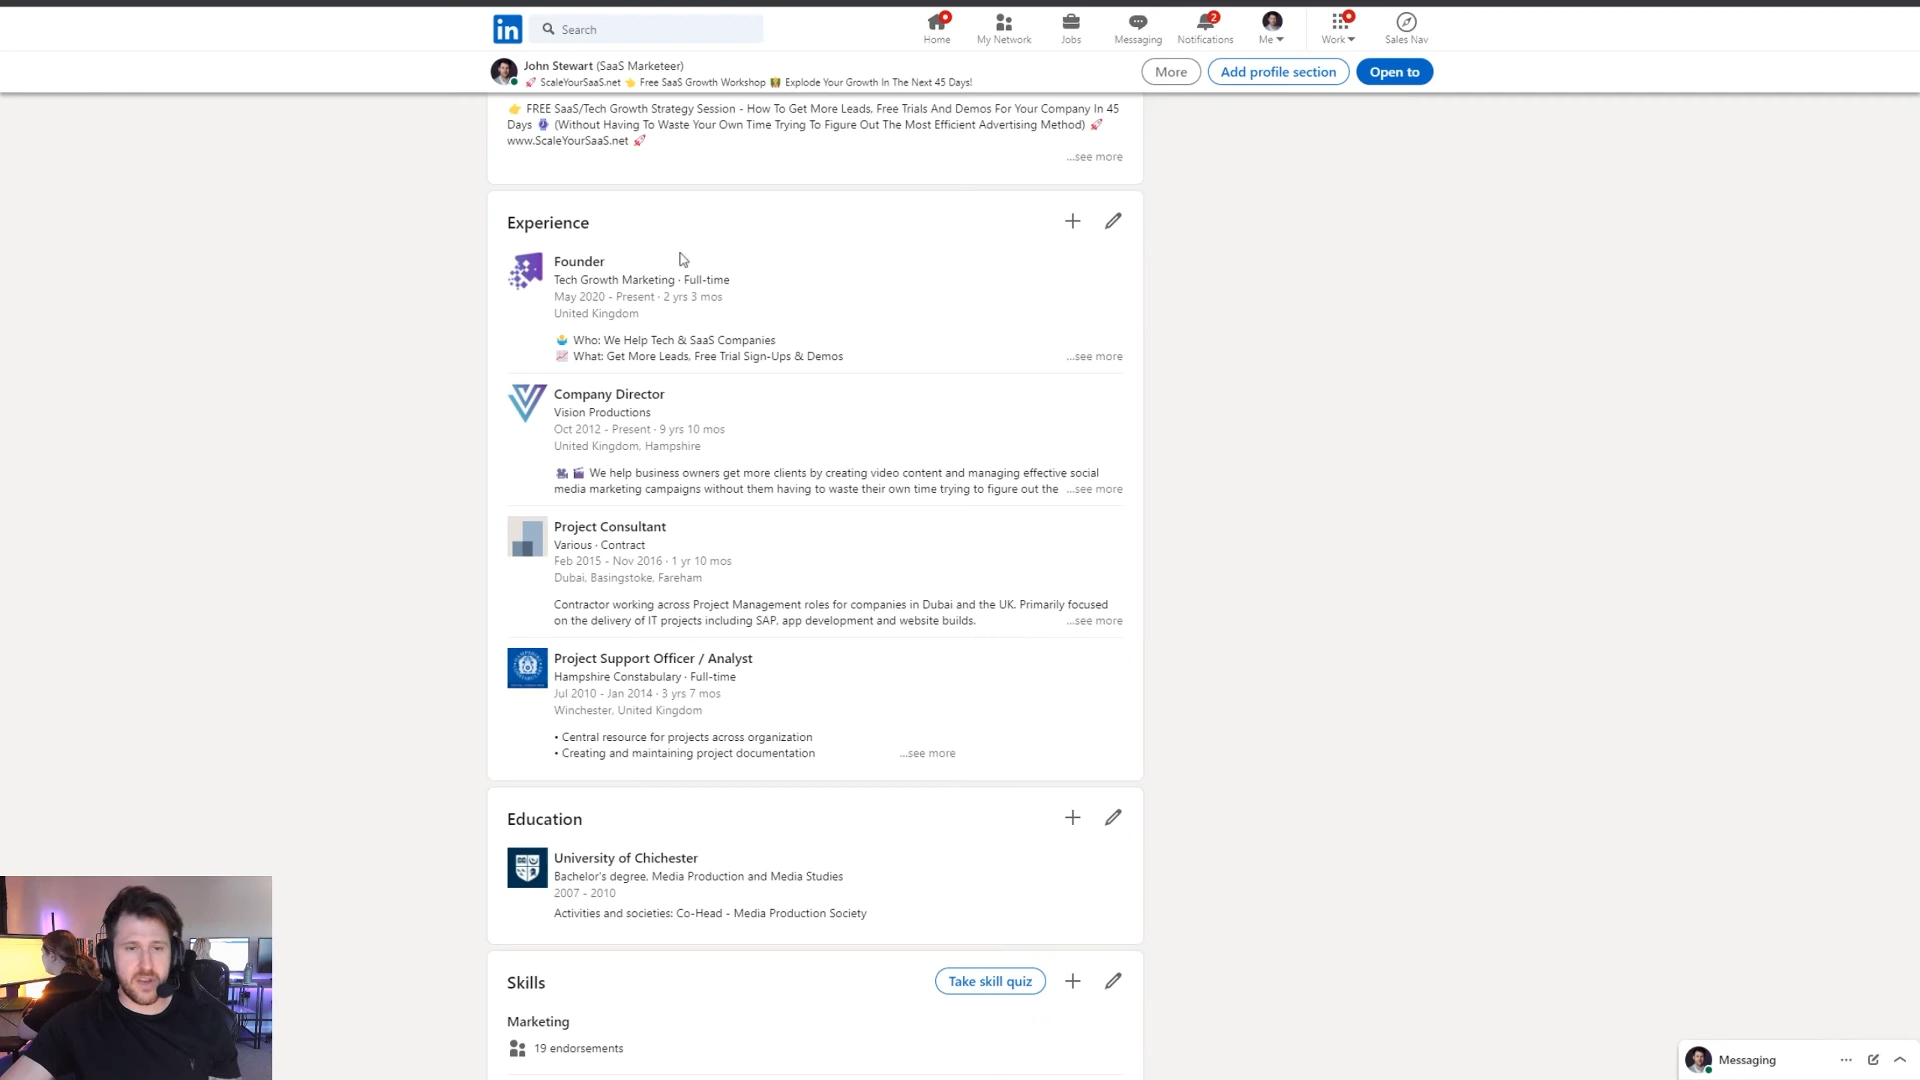 in
Search
Home
My Network
Jobs
Messaging
2
Notifications
Me
Work
Sales Nav
John Stewart (SaaS Marketeer)
🚀 ScaleYourSaaS.net 👈 Free SaaS Growth Workshop 👨‍🏫 Explode Your Growth In The Next 45 Days!
More
Add profile section
Open to
👉 FREE SaaS/Tech Growth Strategy Session - How To Get More Leads, Free Trials And Demos For Your Company In 45
Days ⌚ (Without Having To Waste Your Own Time Trying To Figure Out The Most Efficient Advertising Method) 🚀
www.ScaleYourSaaS.net 🚀
...see more
Experience
Founder
Tech Growth Marketing · Full-time
May 2020 - Present · 2 yrs 3 mos
United Kingdom
🤷 Who: We Help Tech & SaaS Companies
📈 What: Get More Leads, Free Trial Sign-Ups & Demos
...see more
Company Director
Vision Productions
Oct 2012 - Present · 9 yrs 10 mos
United Kingdom, Hampshire
🎥 🎬 We help business owners get more clients by creating video content and managing effective social
media marketing campaigns without them having to waste their own time trying to figure out the ...see more
Project Consultant
Various · Contract
Feb 2015 - Nov 2016 · 1 yr 10 mos
Dubai, Basingstoke, Fareham
Contractor working across Project Management roles for companies in Dubai and the UK. Primarily focused
on the delivery of IT projects including SAP, app development and website builds. ...see more
Project Support Officer / Analyst
Hampshire Constabulary · Full-time
Jul 2010 - Jan 2014 · 3 yrs 7 mos
Winchester, United Kingdom
• Central resource for projects across organization
• Creating and maintaining project documentation ...see more
Education
University of Chichester
Bachelor's degree, Media Production and Media Studies
2007 - 2010
Activities and societies: Co-Head - Media Production Society
Skills
Take skill quiz
Marketing
19 endorsements
Messaging